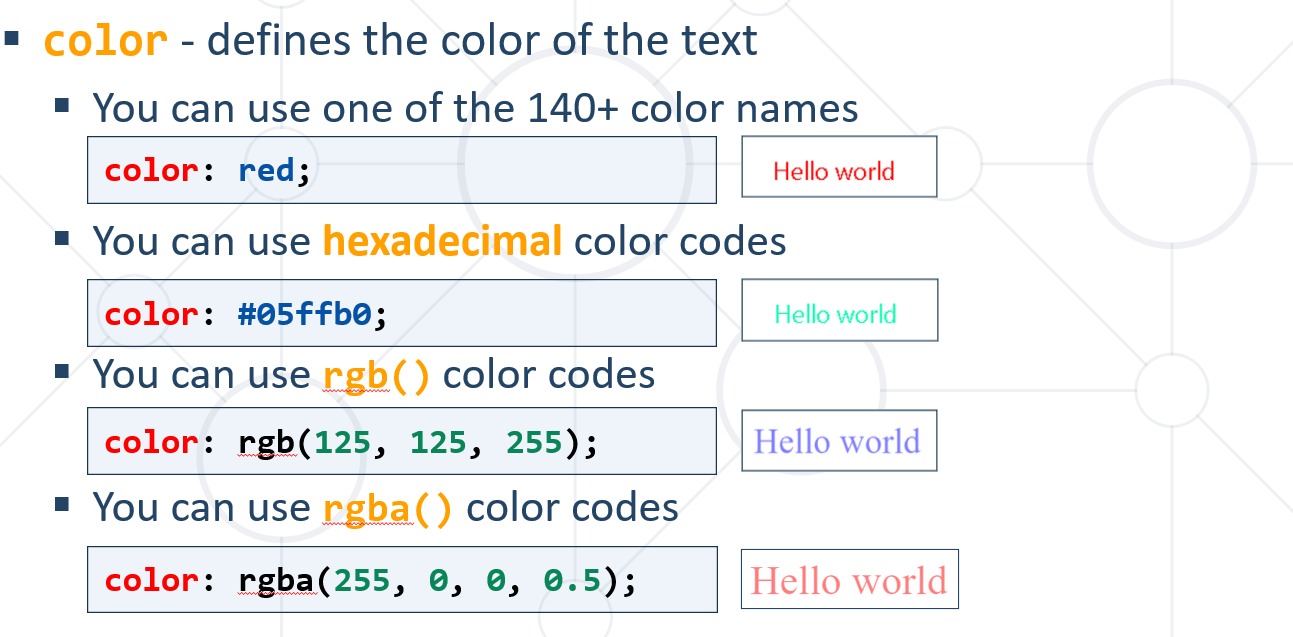 color - defines the color of the text
You can use one of the 140+ color names
color: red;
Hello world
You can use hexadecimal color codes
color: #05ffb0;
Hello world
You can use rgb() color codes
color: rgb(125, 125, 255);
Hello world
You can use rgba() color codes
color: rgba(255, 0, 0, 0.5);
Hello world